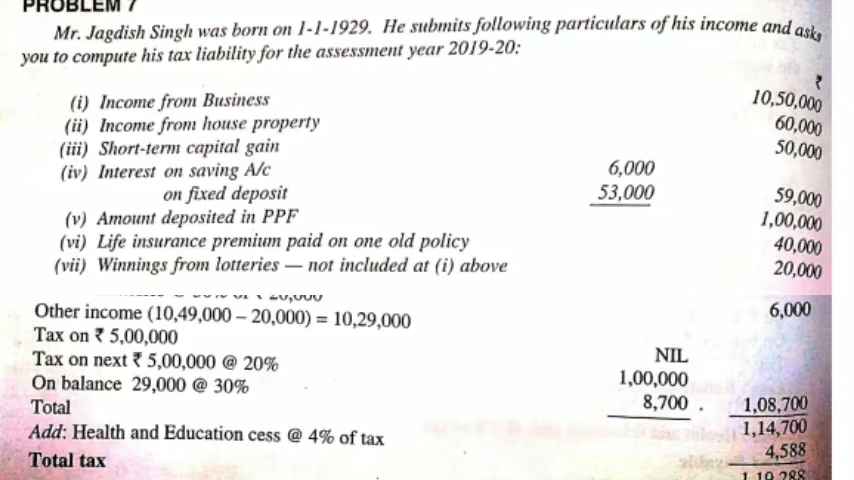 PROBLEM 7
Mr. Jagdish Singh was born on 1-1-1929. He submits following particulars of his income and asks
you to compute his tax liability for the assessment year 2019-20:
₹
(i) Income from Business 10,50,000
(ii) Income from house property 60,000
(iii) Short-term capital gain 50,000
(iv) Interest on saving A/c 6,000
on fixed deposit 53,000 59,000
(v) Amount deposited in PPF 1,00,000
(vi) Life insurance premium paid on one old policy 40,000
(vii) Winnings from lotteries — not included at (i) above 20,000
Other income (10,49,000 – 20,000) = 10,29,000 6,000
Tax on ₹ 5,00,000
Tax on next ₹ 5,00,000 @ 20% NIL
On balance 29,000 @ 30% 1,00,000
Total 8,700 . 1,08,700
1,14,700
Add: Health and Education cess @ 4% of tax 4,588
Total tax 1,19,288